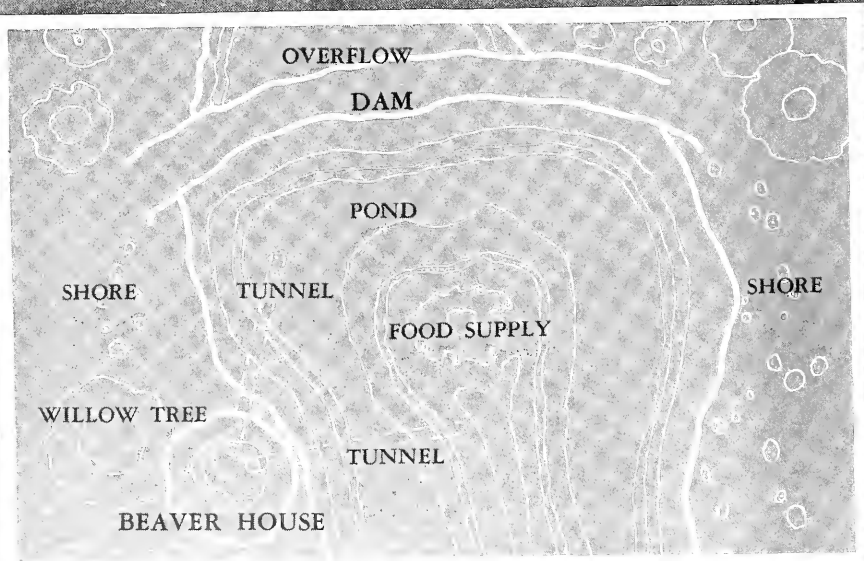 OVERFLOW
DAM
POND
SHORE
TUNNEL
SHORE
FOOD SUPPLY
WILLOW TREE
TUNNEL
BEAVER HOUSE